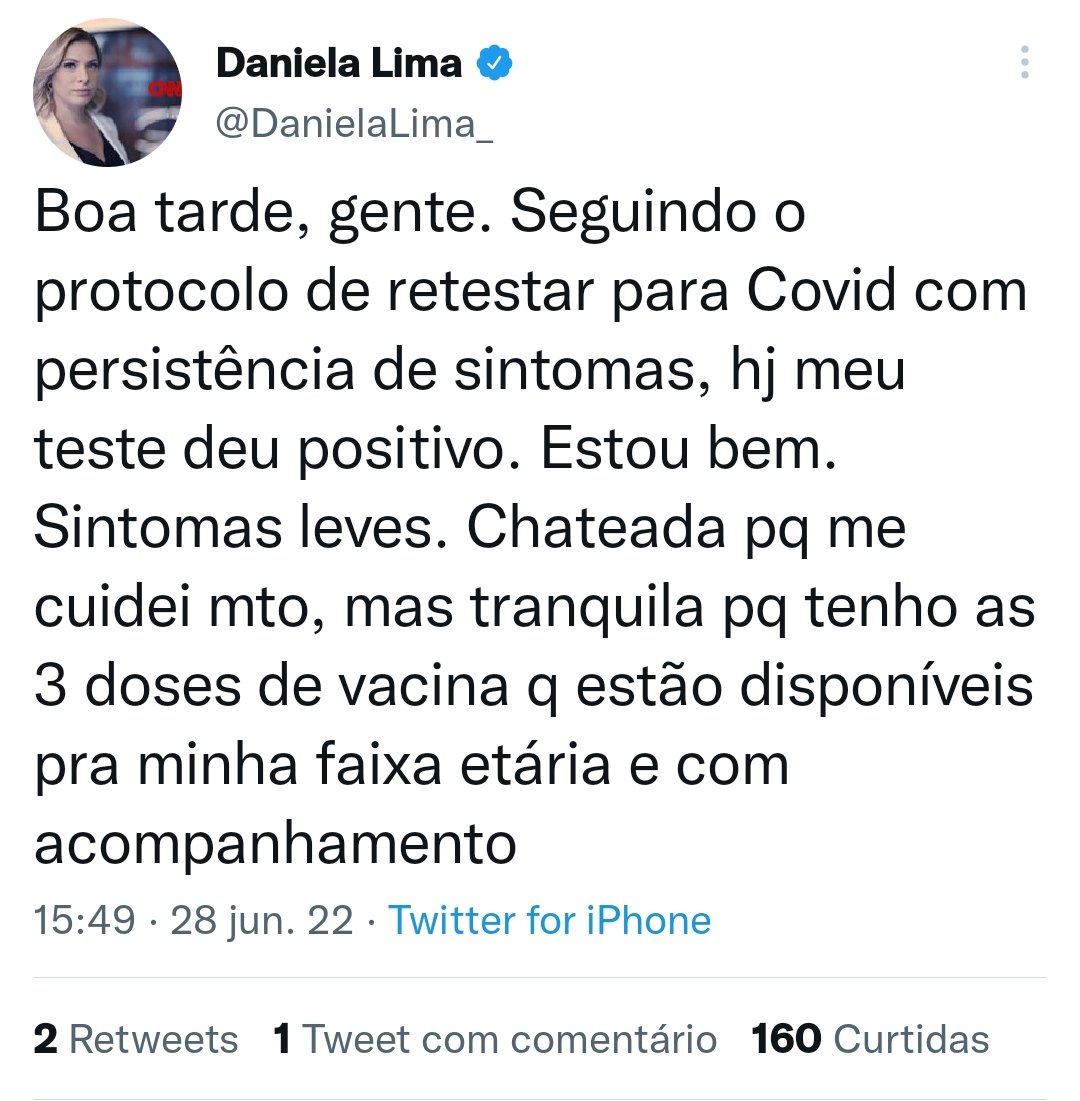 Daniela Lima
@DanielaLima_
CNN
Boa tarde, gente. Seguindo o
protocolo de retestar para Covid com
persistência de sintomas, hj meu
teste deu positivo. Estou bem.
Sintomas leves. Chateada pq me
cuidei mto, mas tranquila pq tenho as
3 doses de vacina q estão disponíveis
pra minha faixa etária e com
acompanhamento
15:49 · 28 jun. 22 · Twitter for iPhone
2 Retweets 1 Tweet com comentário 160 Curtidas